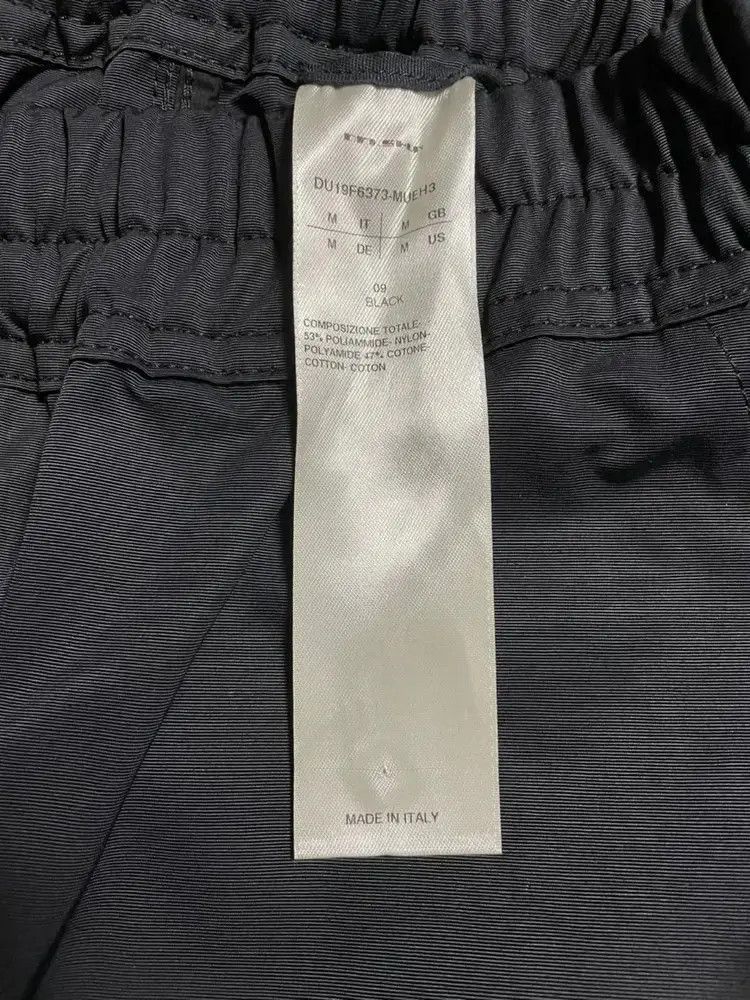 DU19F6373-MUEH3
M IT M GB
M DE M US
09
BLACK
COMPOSIZIONE TOTALE
53% POLIAMMIDE- NYLON-
POLYAMIDE 47% COTONE-
COTTON- COTON
MADE IN ITALY